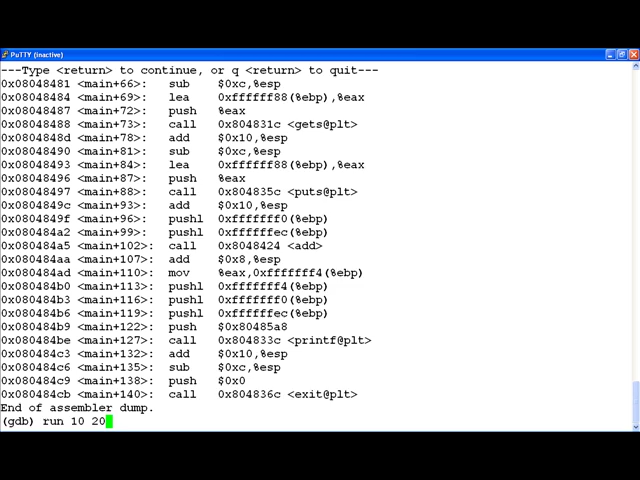 PuTTY (inactive)
---Type <return> to continue, or q <return> to quit---
0x08048481 <main+66>: sub $0xc,%esp
0x08048484 <main+69>: lea 0xffffff88(%ebp),%eax
0x08048487 <main+72>: push %eax
0x08048488 <main+73>: call 0x804831c <gets@plt>
0x0804848d <main+78>: add $0x10,%esp
0x08048490 <main+81>: sub $0xc,%esp
0x08048493 <main+84>: lea 0xffffff88(%ebp),%eax
0x08048496 <main+87>: push %eax
0x08048497 <main+88>: call 0x804835c <puts@plt>
0x0804849c <main+93>: add $0x10,%esp
0x0804849f <main+96>: pushl 0xfffffff0(%ebp)
0x080484a2 <main+99>: pushl 0xffffffec(%ebp)
0x080484a5 <main+102>: call 0x8048424 <add>
0x080484aa <main+107>: add $0x8,%esp
0x080484ad <main+110>: mov %eax,0xfffffff4(%ebp)
0x080484b0 <main+113>: pushl 0xfffffff4(%ebp)
0x080484b3 <main+116>: pushl 0xfffffff0(%ebp)
0x080484b6 <main+119>: pushl 0xffffffec(%ebp)
0x080484b9 <main+122>: push $0x80485a8
0x080484be <main+127>: call 0x804833c <printf@plt>
0x080484c3 <main+132>: add $0x10,%esp
0x080484c6 <main+135>: sub $0xc,%esp
0x080484c9 <main+138>: push $0x0
0x080484cb <main+140>: call 0x804836c <exit@plt>
End of assembler dump.
(gdb) run 10 20